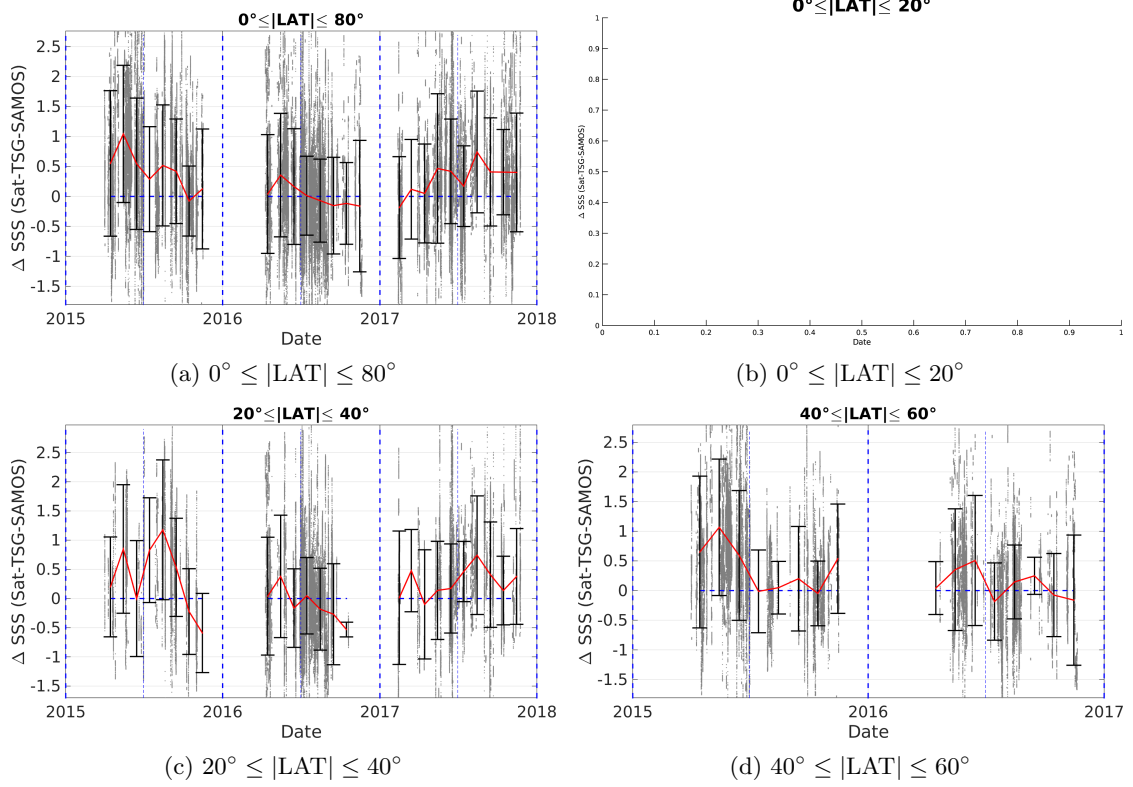 0°≤|LAT|≤ 80°
Δ SSS (Sat-TSG-SAMOS)
2.5
2
1.5
1
0.5
0
-0.5
-1
-1.5
2015 2016 2017 2018
Date
(a) 0° ≤ |LAT| ≤ 80°
0°≤|LAT|≤ 20°
Δ SSS (Sat-TSG-SAMOS)
1
0.9
0.8
0.7
0.6
0.5
0.4
0.3
0.2
0.1
0
0 0.1 0.2 0.3 0.4 0.5 0.6 0.7 0.8 0.9 1
Date
(b) 0° ≤ |LAT| ≤ 20°
20°≤|LAT|≤ 40°
Δ SSS (Sat-TSG-SAMOS)
2.5
2
1.5
1
0.5
0
-0.5
-1
-1.5
2015 2016 2017 2018
Date
(c) 20° ≤ |LAT| ≤ 40°
40°≤|LAT|≤ 60°
Δ SSS (Sat-TSG-SAMOS)
2.5
2
1.5
1
0.5
0
-0.5
-1
-1.5
2015 2016 2017
Date
(d) 40° ≤ |LAT| ≤ 60°